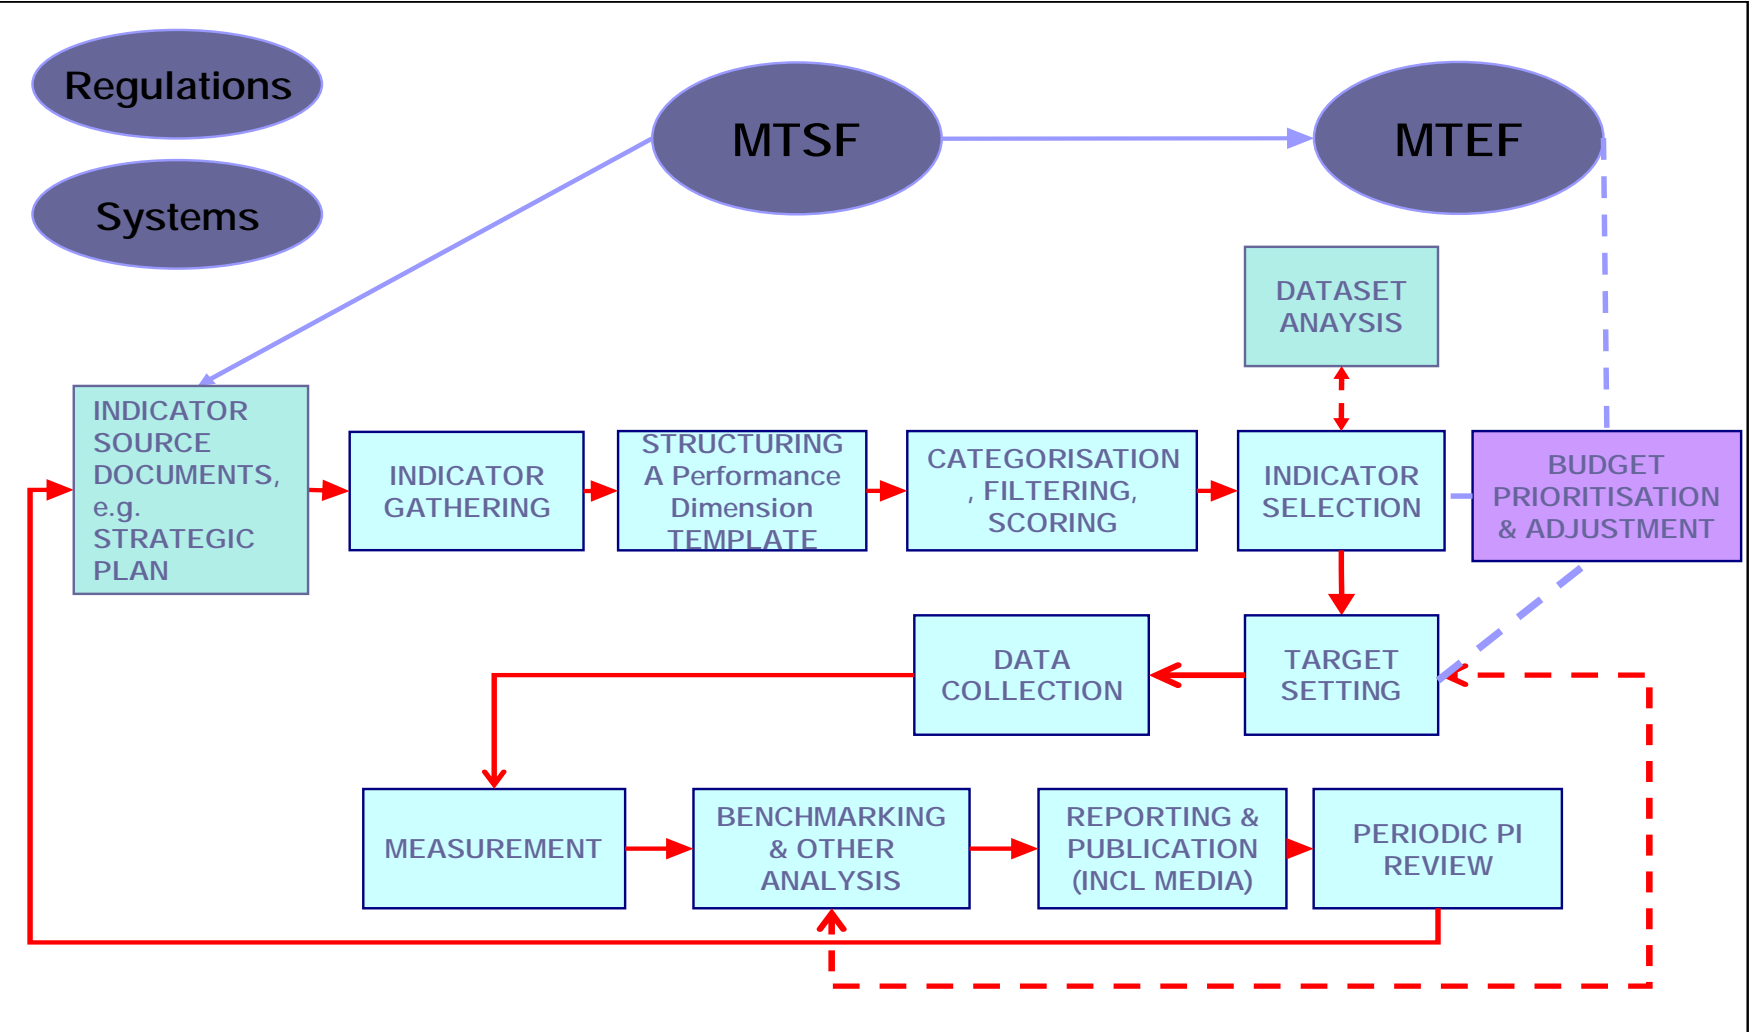 Regulations
MTSF
MTEF
Systems
DATASET
ANAYSIS
INDICATOR
SOURCE
DOCUMENTS,
e.g.
STRATEGIC
PLAN
INDICATOR
GATHERING
STRUCTURING
A Performance
Dimension
TEMPLATE
CATEGORISATION
, FILTERING,
SCORING
INDICATOR
SELECTION
BUDGET
PRIORITISATION
& ADJUSTMENT
DATA
COLLECTION
TARGET
SETTING
MEASUREMENT
BENCHMARKING
& OTHER
ANALYSIS
REPORTING &
PUBLICATION
(INCL MEDIA)
PERIODIC PI
REVIEW